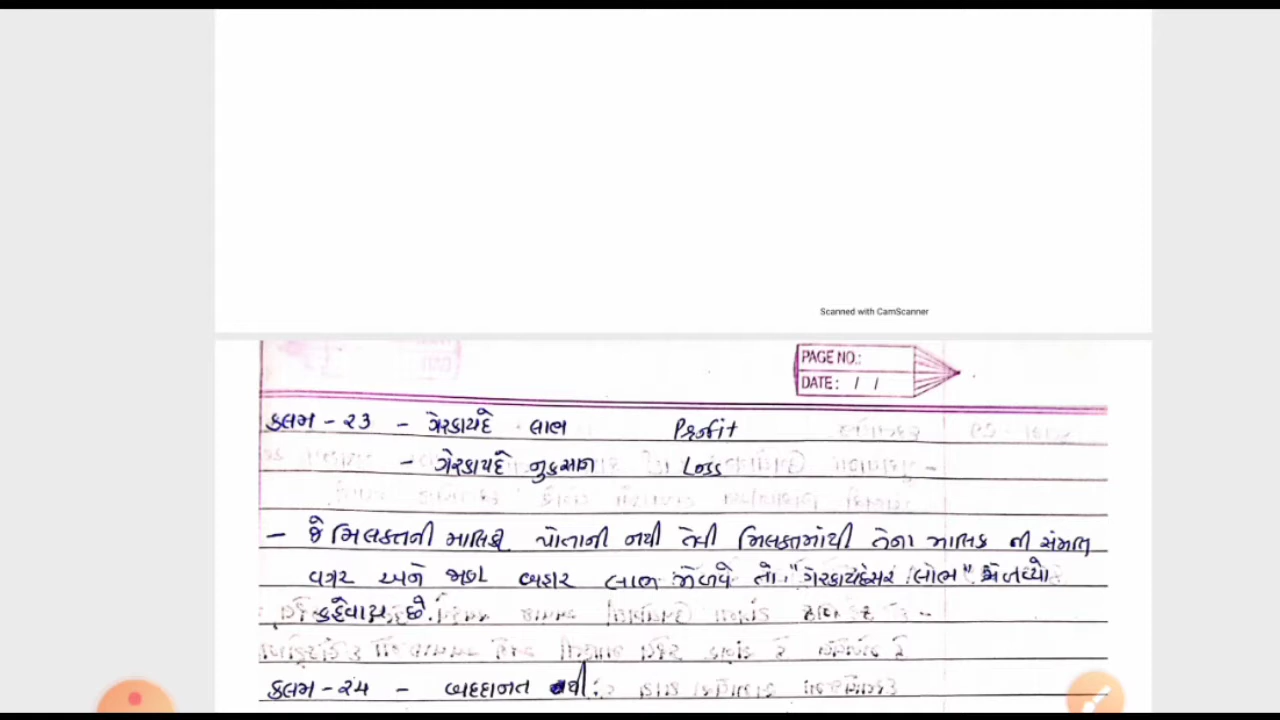 Scanned with CamScanner
PAGE NO.:
DATE: / /
કલમ - ૨૩ - ગેરકાયદે લાભ Profit
- ગેરકાયદે નુકસાન Loss
- જે મિલકતની માલિકી પોતાની નથી તેવી મિલકતમાંથી તેના માલિક ની સંમતિ
વગર અને જાણ બહાર લાભ મેળવે તો "ગેરકાયદેસર લાભ" મેળવ્યો
કહેવાય છે.
કલમ - ૨૪ - બદદાનત થી :